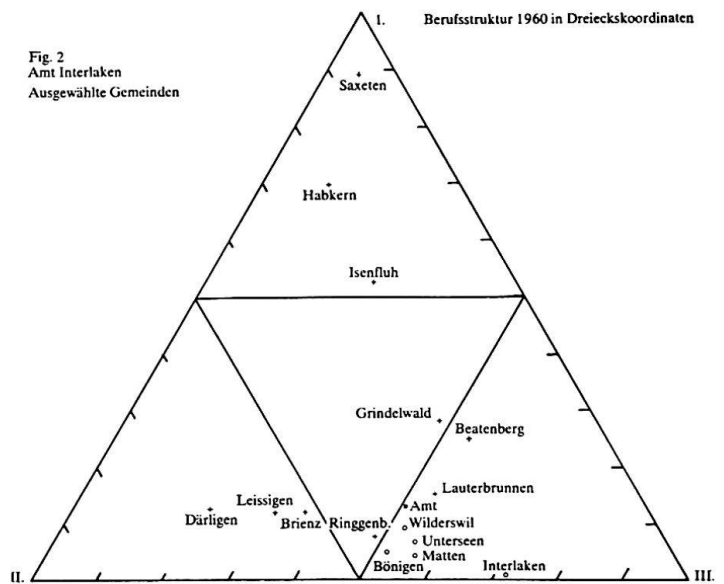 I.
Berufsstruktur 1960 in Dreieckskoordinaten
Fig. 2
Amt Interlaken
Ausgewählte Gemeinden
Saxeten
Habkern
Isenfluh
Grindelwald
Beatenberg
Lauterbrunnen
Leissigen
Amt
Därligen
Brienz
Ringgenb.
Wilderswil
Unterseen
Matten
Bönigen
Interlaken
II.
III